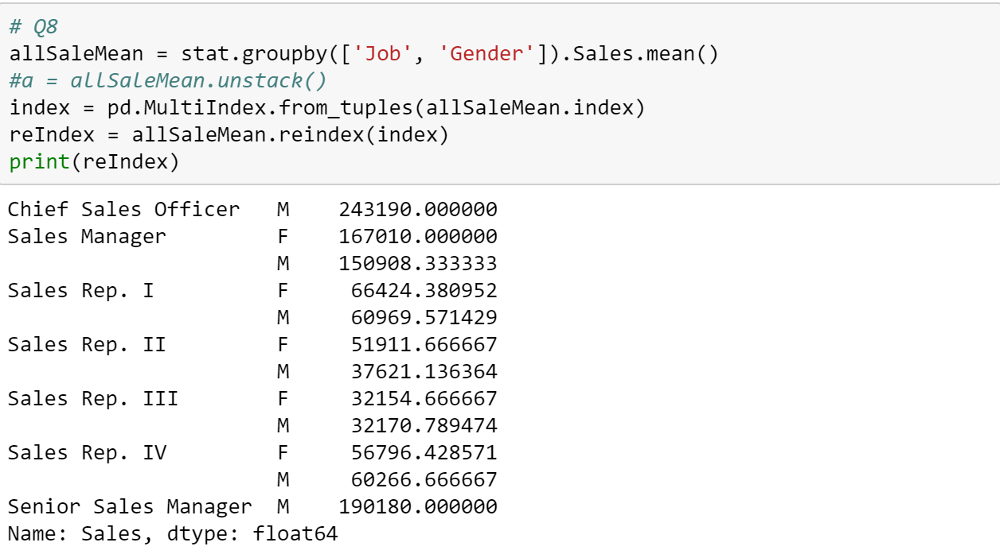 # Q8
allSaleMean = stat.groupby(['Job', 'Gender']).Sales.mean()
#a = allSaleMean.unstack()
index = pd.MultiIndex.from_tuples(allSaleMean.index)
reIndex = allSaleMean.reindex(index)
print(reIndex)
Chief Sales Officer   M    243190.000000
Sales Manager         F    167010.000000
                      M    150908.333333
Sales Rep. I          F     66424.380952
                      M     60969.571429
Sales Rep. II         F     51911.666667
                      M     37621.136364
Sales Rep. III        F     32154.666667
                      M     32170.789474
Sales Rep. IV         F     56796.428571
                      M     60266.666667
Senior Sales Manager  M    190180.000000
Name: Sales, dtype: float64